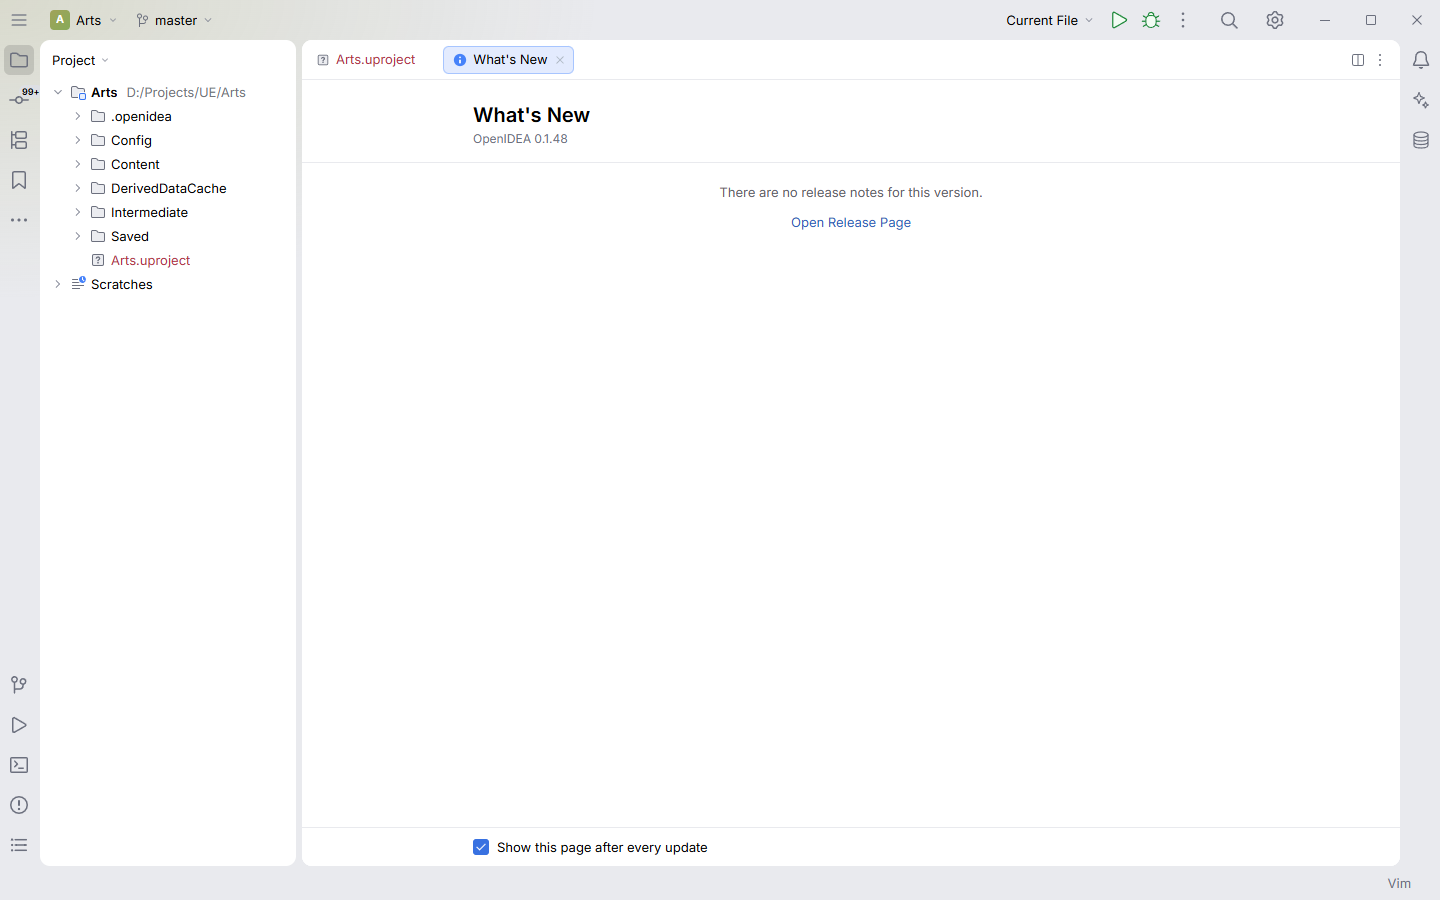 A Arts
master
Current File
Project
Arts.uproject
What's New
99+
Arts D:/Projects/UE/Arts
.openidea
Config
Content
DerivedDataCache
Intermediate
Saved
Arts.uproject
Scratches
What's New
OpenIDEA 0.1.48
There are no release notes for this version.
Open Release Page
Show this page after every update
Vim